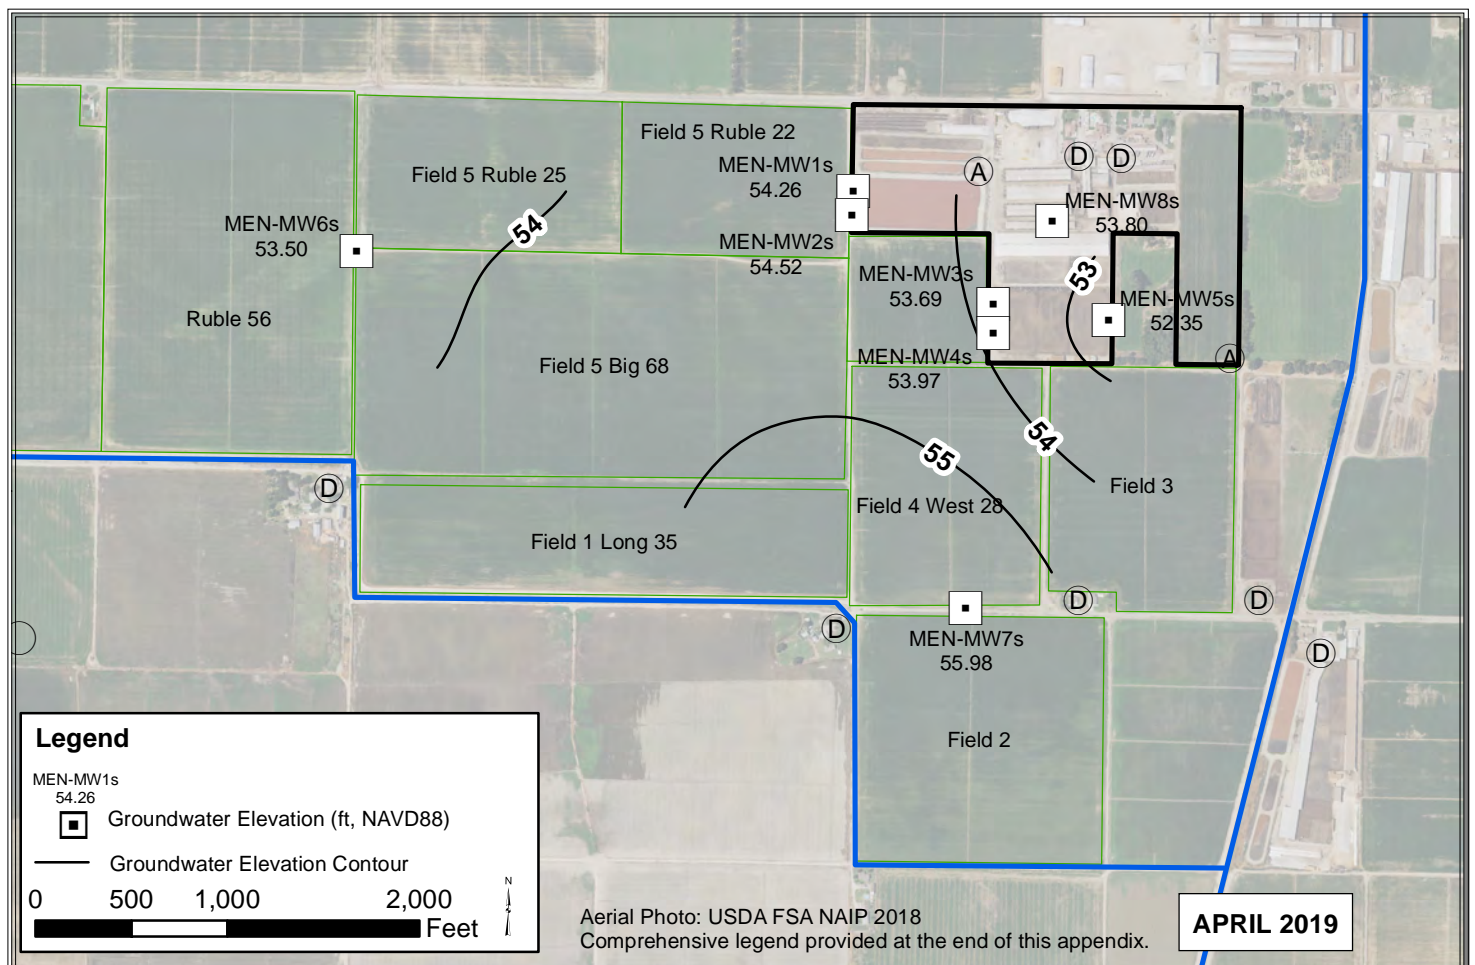 Field 5 Ruble 22
MEN-MW1s
54.26
Field 5 Ruble 25
A
D
D
MEN-MW8s
53.80
MEN-MW6s
53.50
54
MEN-MW2s
54.52
MEN-MW3s
53.69
53
MEN-MW5s
52.35
Ruble 56
Field 5 Big 68
MEN-MW4s
53.97
A
54
55
D
Field 3
Field 4 West 28
Field 1 Long 35
D
D
D
MEN-MW7s
55.98
D
Field 2
Legend
MEN-MW1s
54.26
Groundwater Elevation (ft, NAVD88)
Groundwater Elevation Contour
0 500 1,000 2,000
Feet
N
Aerial Photo: USDA FSA NAIP 2018
Comprehensive legend provided at the end of this appendix.
APRIL 2019